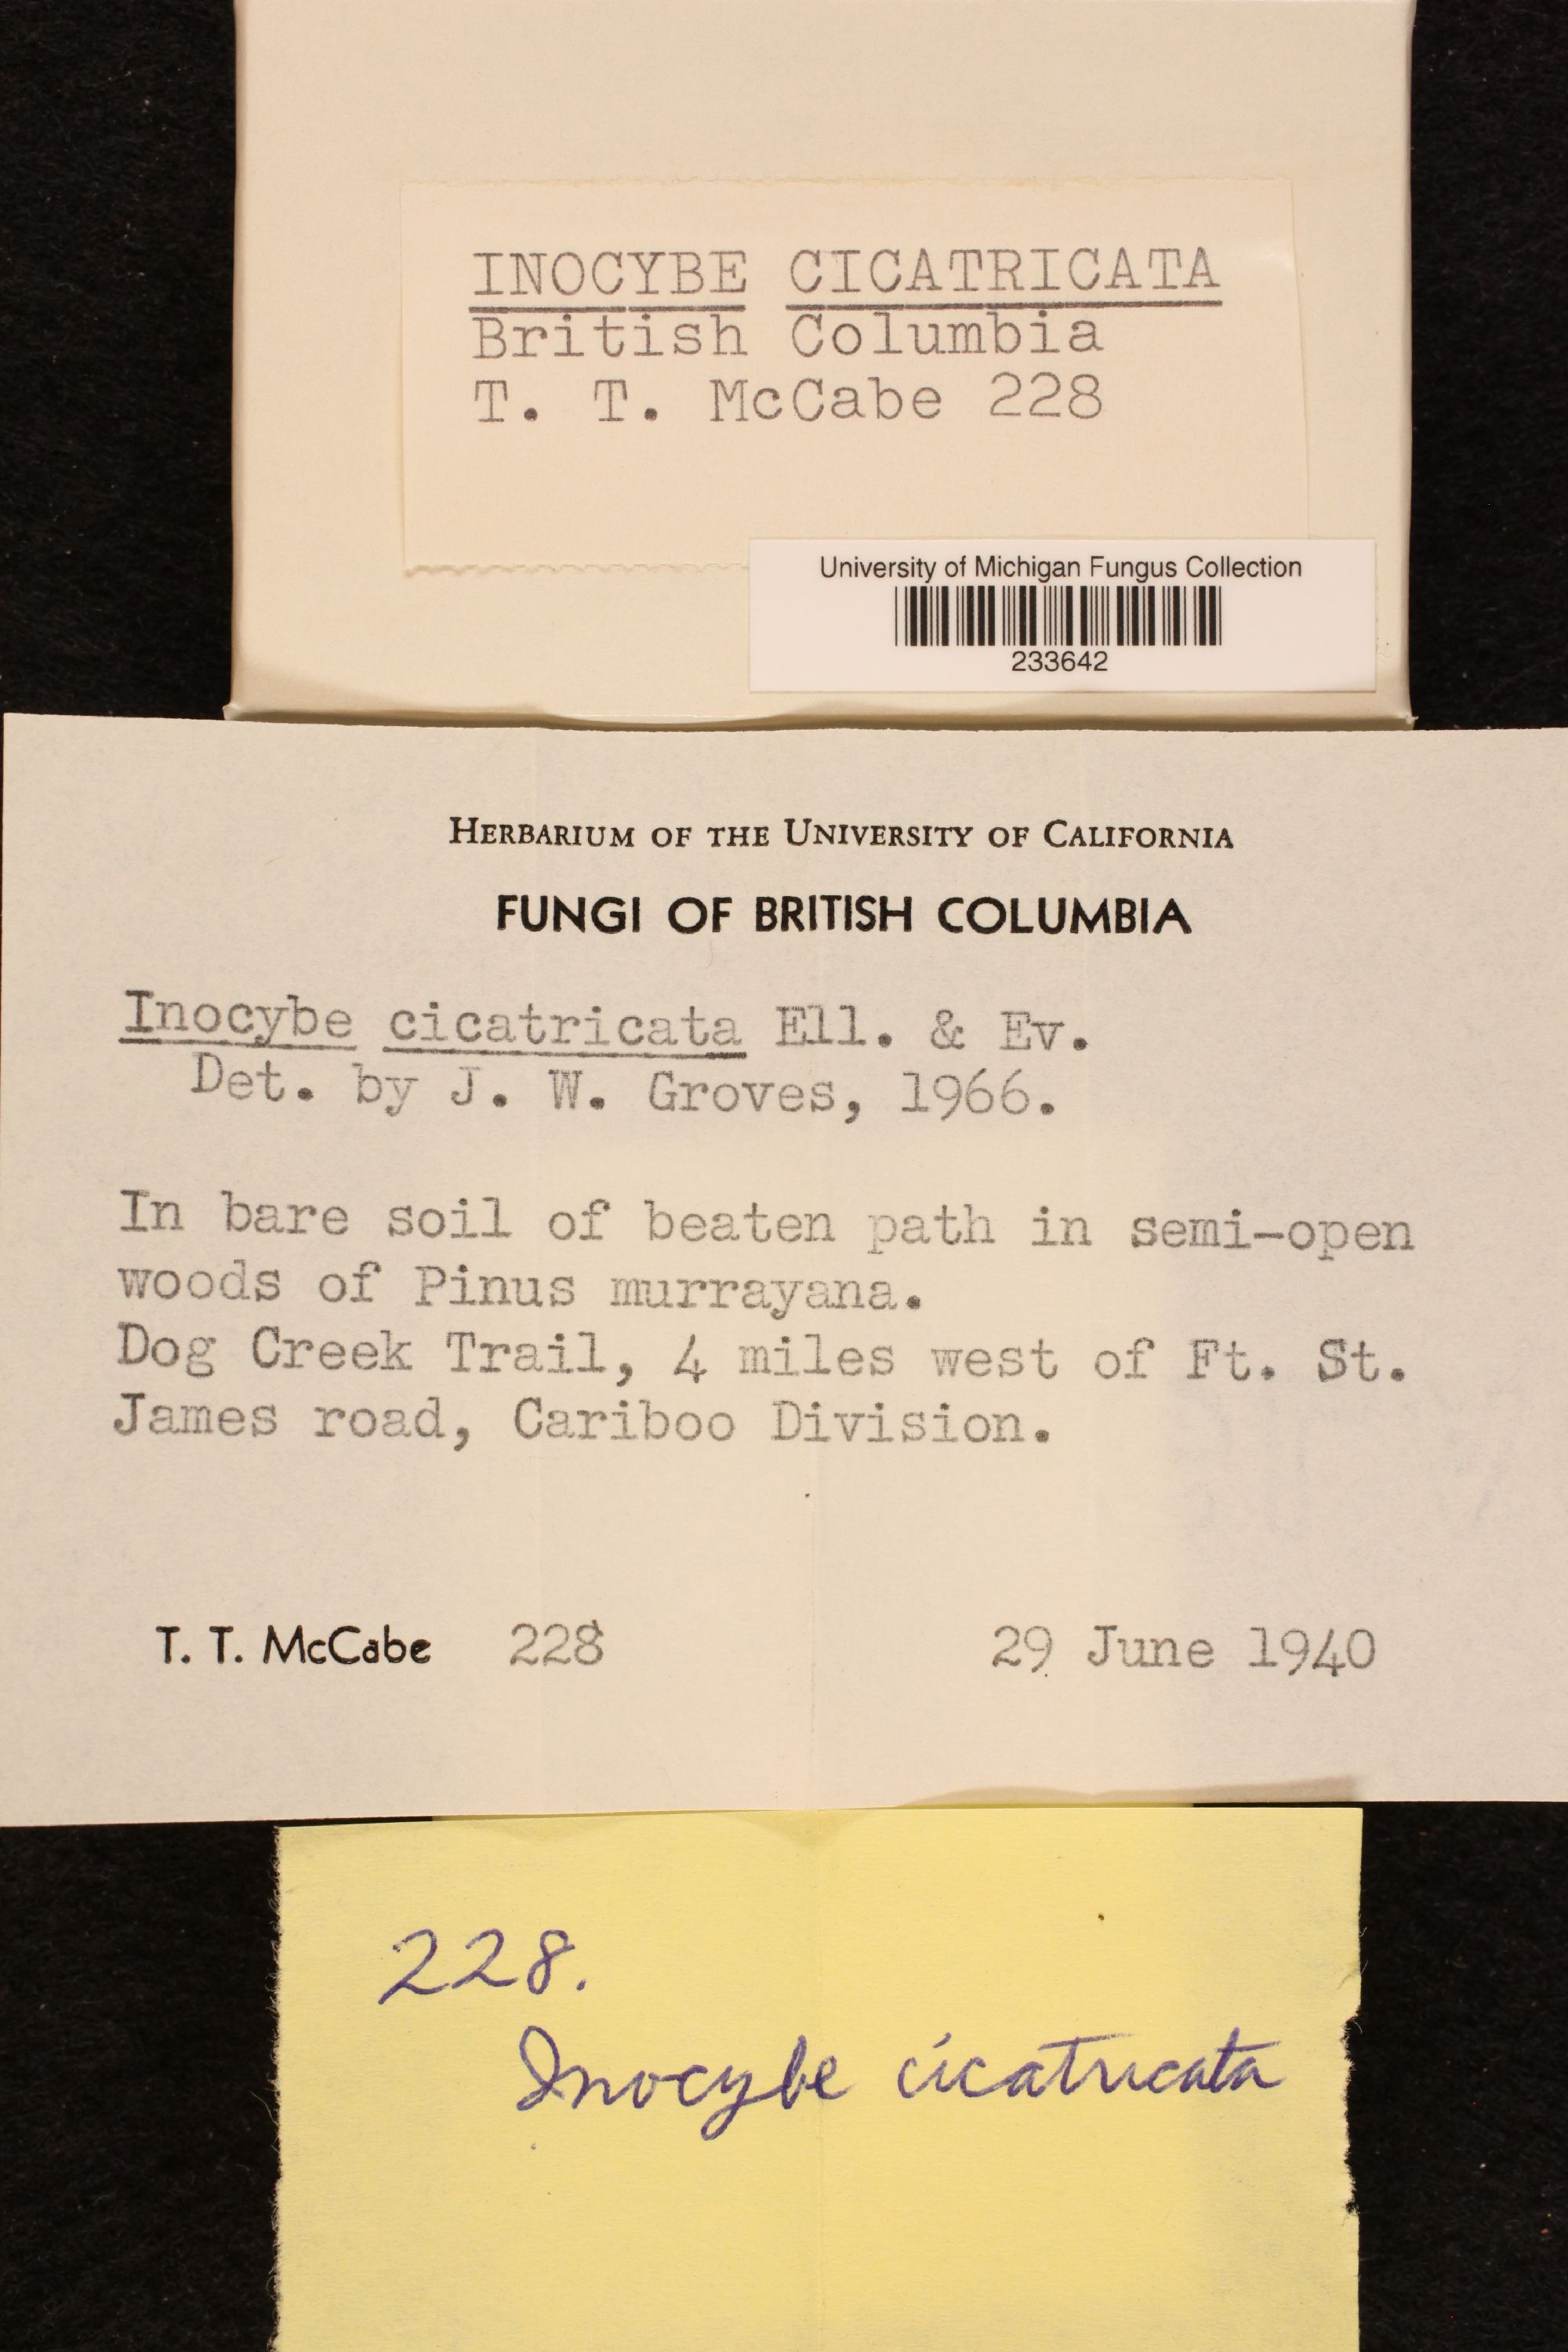 INOCYBE CICATRICATA
British Columbia
T. T. McCabe 228
University of Michigan Fungus Collection
233642
HERBARIUM OF THE UNIVERSITY OF CALIFORNIA
FUNGI OF BRITISH COLUMBIA
Inocybe cicatricata Ell. & Ev.
Det. by J. W. Groves, 1966.
In bare soil of beaten path in semi-open
woods of Pinus murrayana.
Dog Creek Trail, 4 miles west of Ft. St.
James road, Cariboo Division.
T. T. McCabe 228 29 June 1940
228.
Inocybe cicatricata